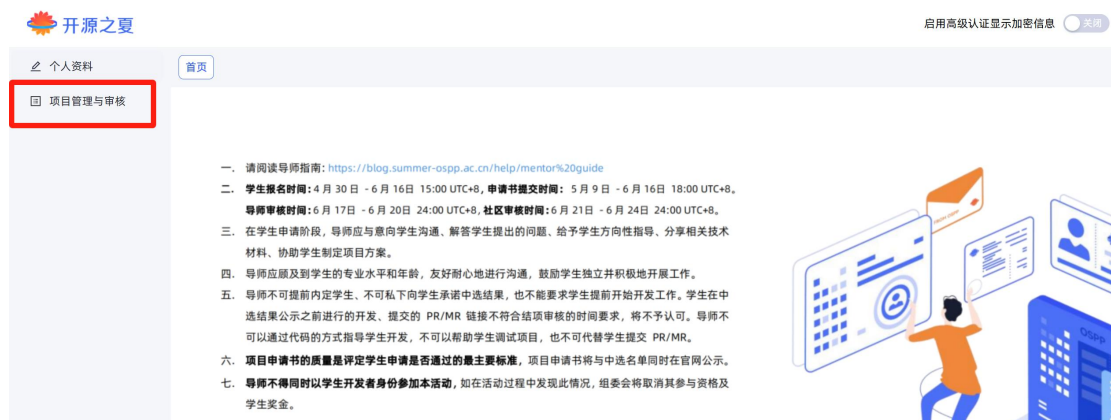 开源之夏
启用高级认证显示加密信息 关闭
个人资料
首页
项目管理与审核
一. 请阅读导师指南: https://blog.summer-ospp.ac.cn/help/mentor%20guide
二. 学生报名时间: 4 月 30 日 - 6 月 16日 15:00 UTC+8, 申请书提交时间: 5 月 9 日 - 6 月 16日 18:00 UTC+8。
导师审核时间: 6 月 17日 - 6 月 20日 24:00 UTC+8, 社区审核时间: 6 月 21日 - 6 月 24日 24:00 UTC+8。
三. 在学生申请阶段，导师应与意向学生沟通、解答学生提出的问题、给予学生方向性指导、分享相关技术
材料、协助学生制定项目方案。
四. 导师应顾及到学生的专业水平和年龄，友好耐心地进行沟通，鼓励学生独立并积极地开展工作。
五. 导师不可提前内定学生、不可私下向学生承诺中选结果，也不能要求学生提前开始开发工作。学生在中
选结果公示之前进行的开发、提交的 PR/MR 链接不符合结项审核的时间要求，将不予认可。导师不
可以通过代码的方式指导学生开发，不可以帮助学生调试项目，也不可代替学生提交 PR/MR。
六. 项目申请书的质量是评定学生申请是否通过的最主要标准，项目申请书将与中选名单同时在官网公示。
七. 导师不得同时以学生开发者身份参加本活动，如在活动过程中发现此情况，组委会将取消其参与资格及
学生奖金。
OSPP